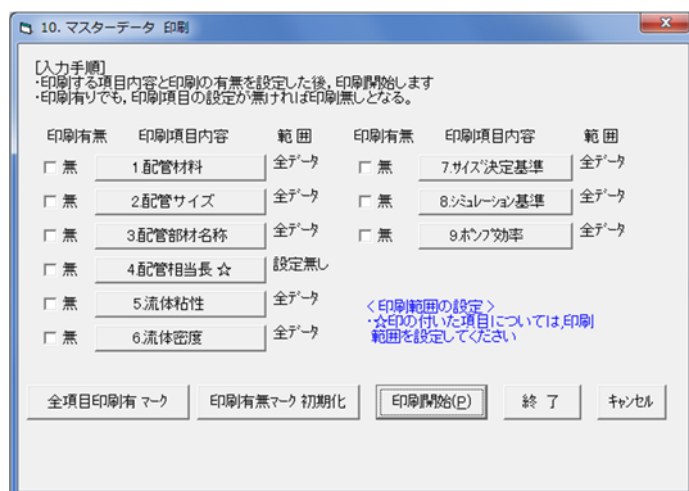 10. マスターデータ 印刷
[入力手順]
・印刷する項目内容と印刷の有無を設定した後, 印刷開始します
・印刷有りでも, 印刷項目の設定が無ければ印刷無しとなる。
印刷有無 印刷項目内容 範囲 印刷有無 印刷項目内容 範囲
無 1.配管材料 全データ 無 7.サイズ決定基準 全データ
無 2.配管サイズ 全データ 無 8.シミュレーション基準 全データ
無 3.配管部材名称 全データ 無 9.ポンプ効率 全データ
無 4.配管相当長 ☆ 設定無し
無 5.流体粘性 全データ
無 6.流体密度 全データ
<印刷範囲の設定>
・☆印の付いた項目については,印刷
範囲を設定してください
全項目印刷有 マーク 印刷有無マーク 初期化 印刷開始(P) 終 了 キャンセル